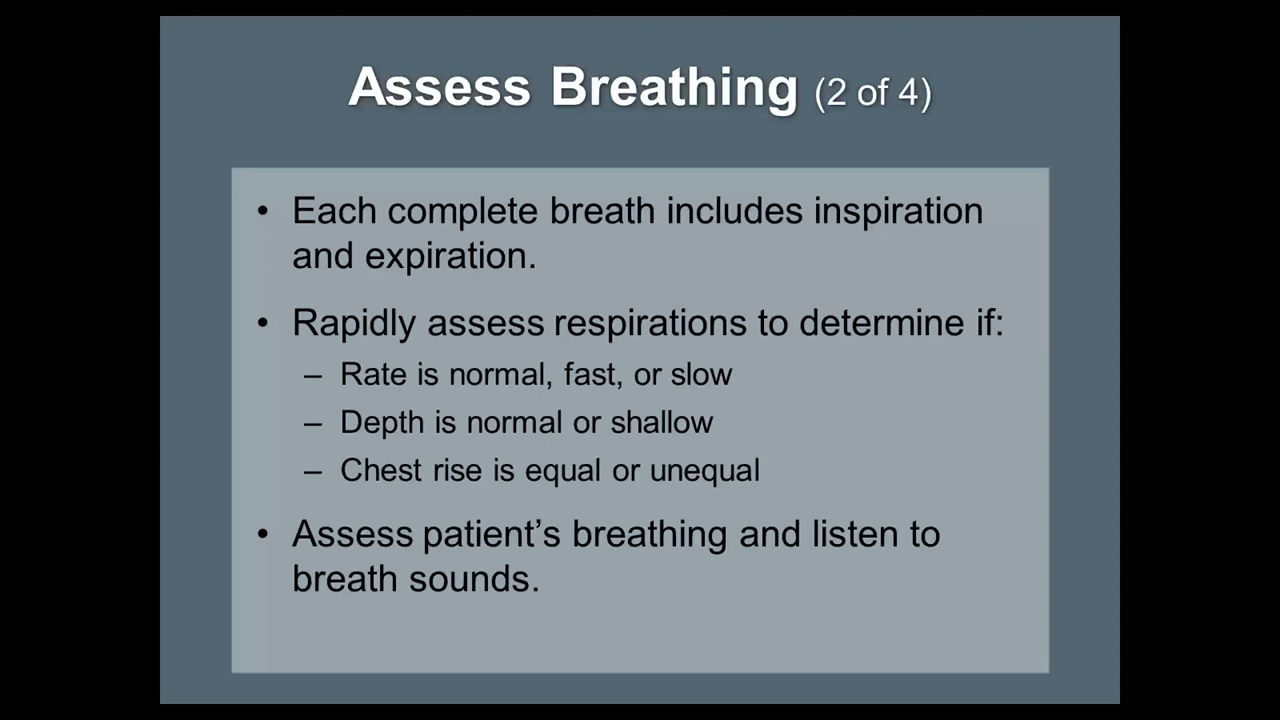 Assess Breathing (2 of 4)
• Each complete breath includes inspiration
and expiration.
• Rapidly assess respirations to determine if:
– Rate is normal, fast, or slow
– Depth is normal or shallow
– Chest rise is equal or unequal
• Assess patient’s breathing and listen to
breath sounds.